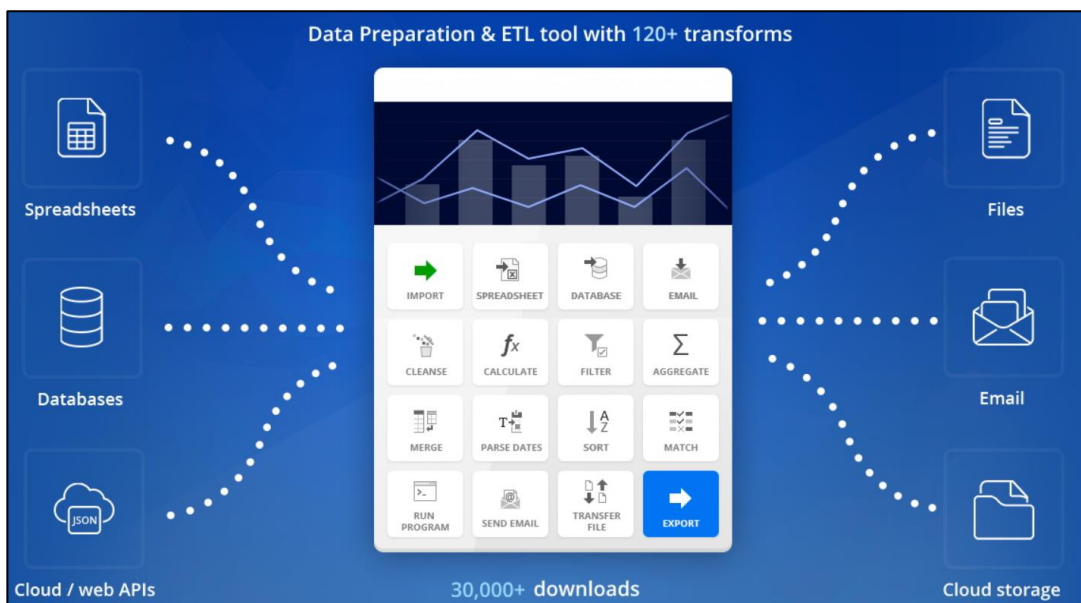 Data Preparation & ETL tool with 120+ transforms
Spreadsheets
Databases
JSON
Cloud / web APIs
IMPORT
SPREADSHEET
DATABASE
EMAIL
CLEANSE
fx
CALCULATE
FILTER
Σ
AGGREGATE
MERGE
T
PARSE DATES
A
Z
SORT
MATCH
>_
RUN
PROGRAM
@
SEND EMAIL
TRANSFER
FILE
EXPORT
Files
Email
Cloud storage
30,000+ downloads